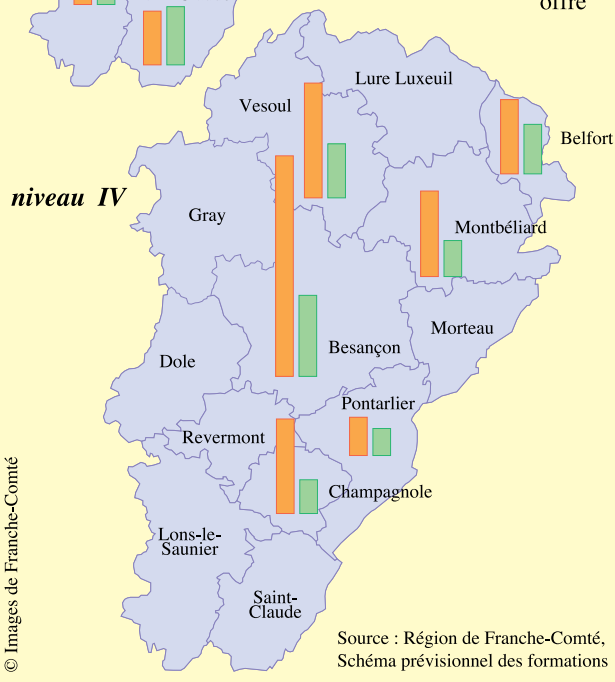 offre
Lure Luxeuil
Vesoul
Belfort
niveau IV
Gray
Montbéliard
Morteau
Besançon
Dole
Pontarlier
Revermont
Champagnole
Lons-le-
Saunier
Saint-
Claude
© Images de Franche-Comté
Source : Région de Franche-Comté,
Schéma prévisionnel des formations